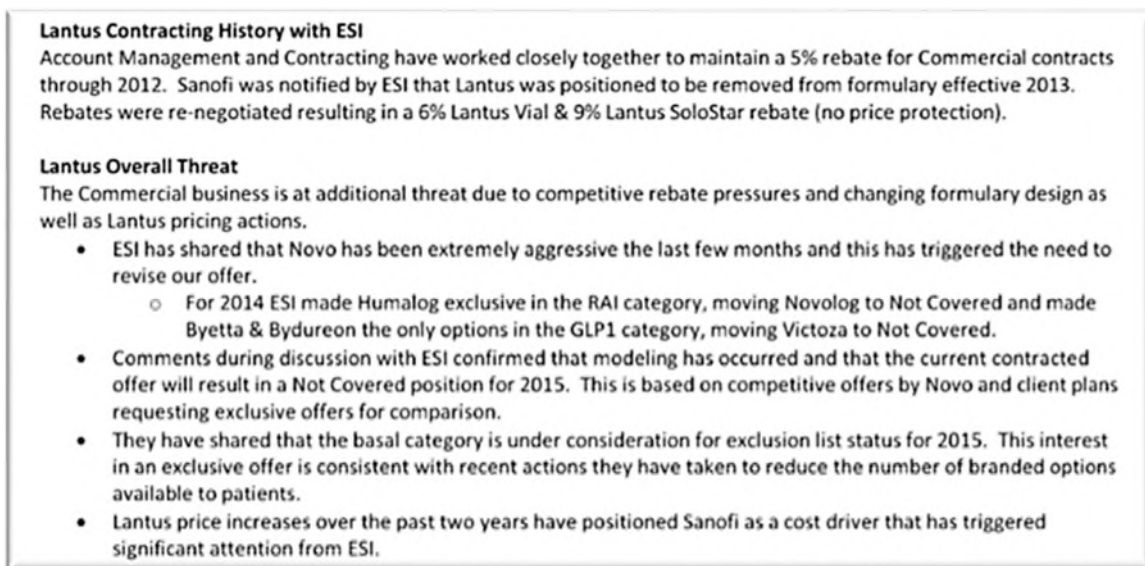 Lantus Contracting History with ESI
Account Management and Contracting have worked closely together to maintain a 5% rebate for Commercial contracts
through 2012. Sanofi was notified by ESI that Lantus was positioned to be removed from formulary effective 2013.
Rebates were re-negotiated resulting in a 6% Lantus Vial & 9% Lantus SoloStar rebate (no price protection).
Lantus Overall Threat
The Commercial business is at additional threat due to competitive rebate pressures and changing formulary design as
well as Lantus pricing actions.
• ESI has shared that Novo has been extremely aggressive the last few months and this has triggered the need to
revise our offer.
○ For 2014 ESI made Humalog exclusive in the RAI category, moving Novolog to Not Covered and made
Byetta & Bydureon the only options in the GLP1 category, moving Victoza to Not Covered.
• Comments during discussion with ESI confirmed that modeling has occurred and that the current contracted
offer will result in a Not Covered position for 2015. This is based on competitive offers by Novo and client plans
requesting exclusive offers for comparison.
• They have shared that the basal category is under consideration for exclusion list status for 2015. This interest
in an exclusive offer is consistent with recent actions they have taken to reduce the number of branded options
available to patients.
• Lantus price increases over the past two years have positioned Sanofi as a cost driver that has triggered
significant attention from ESI.